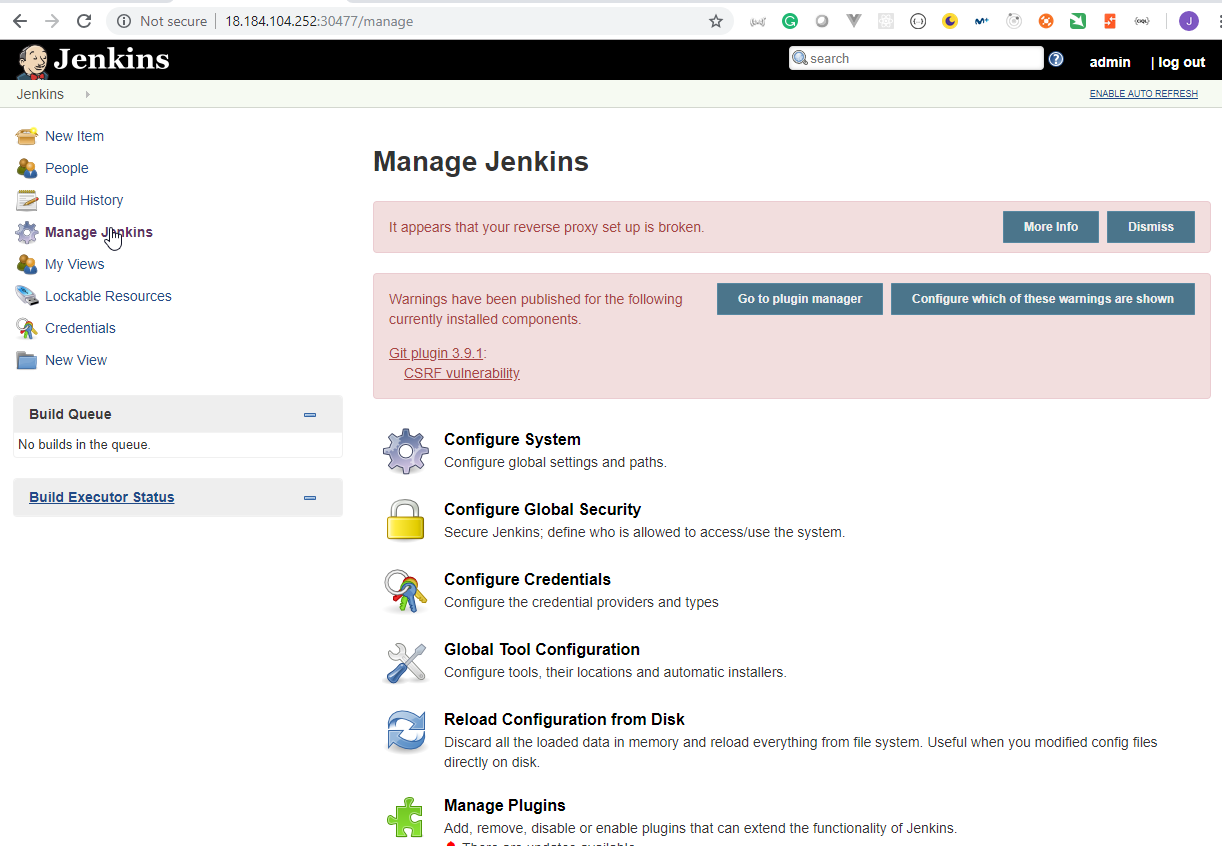 Not secure | 18.184.104.252:30477/manage
J
Jenkins
search
admin
| log out
Jenkins
ENABLE AUTO REFRESH
New Item
People
Build History
Manage Jenkins
My Views
Lockable Resources
Credentials
New View
Build Queue
No builds in the queue.
Build Executor Status
Manage Jenkins
It appears that your reverse proxy set up is broken.
More Info
Dismiss
Warnings have been published for the following
currently installed components.
Go to plugin manager
Configure which of these warnings are shown
Git plugin 3.9.1:
CSRF vulnerability
Configure System
Configure global settings and paths.
Configure Global Security
Secure Jenkins; define who is allowed to access/use the system.
Configure Credentials
Configure the credential providers and types
Global Tool Configuration
Configure tools, their locations and automatic installers.
Reload Configuration from Disk
Discard all the loaded data in memory and reload everything from file system. Useful when you modified config files
directly on disk.
Manage Plugins
Add, remove, disable or enable plugins that can extend the functionality of Jenkins.
There are updates available